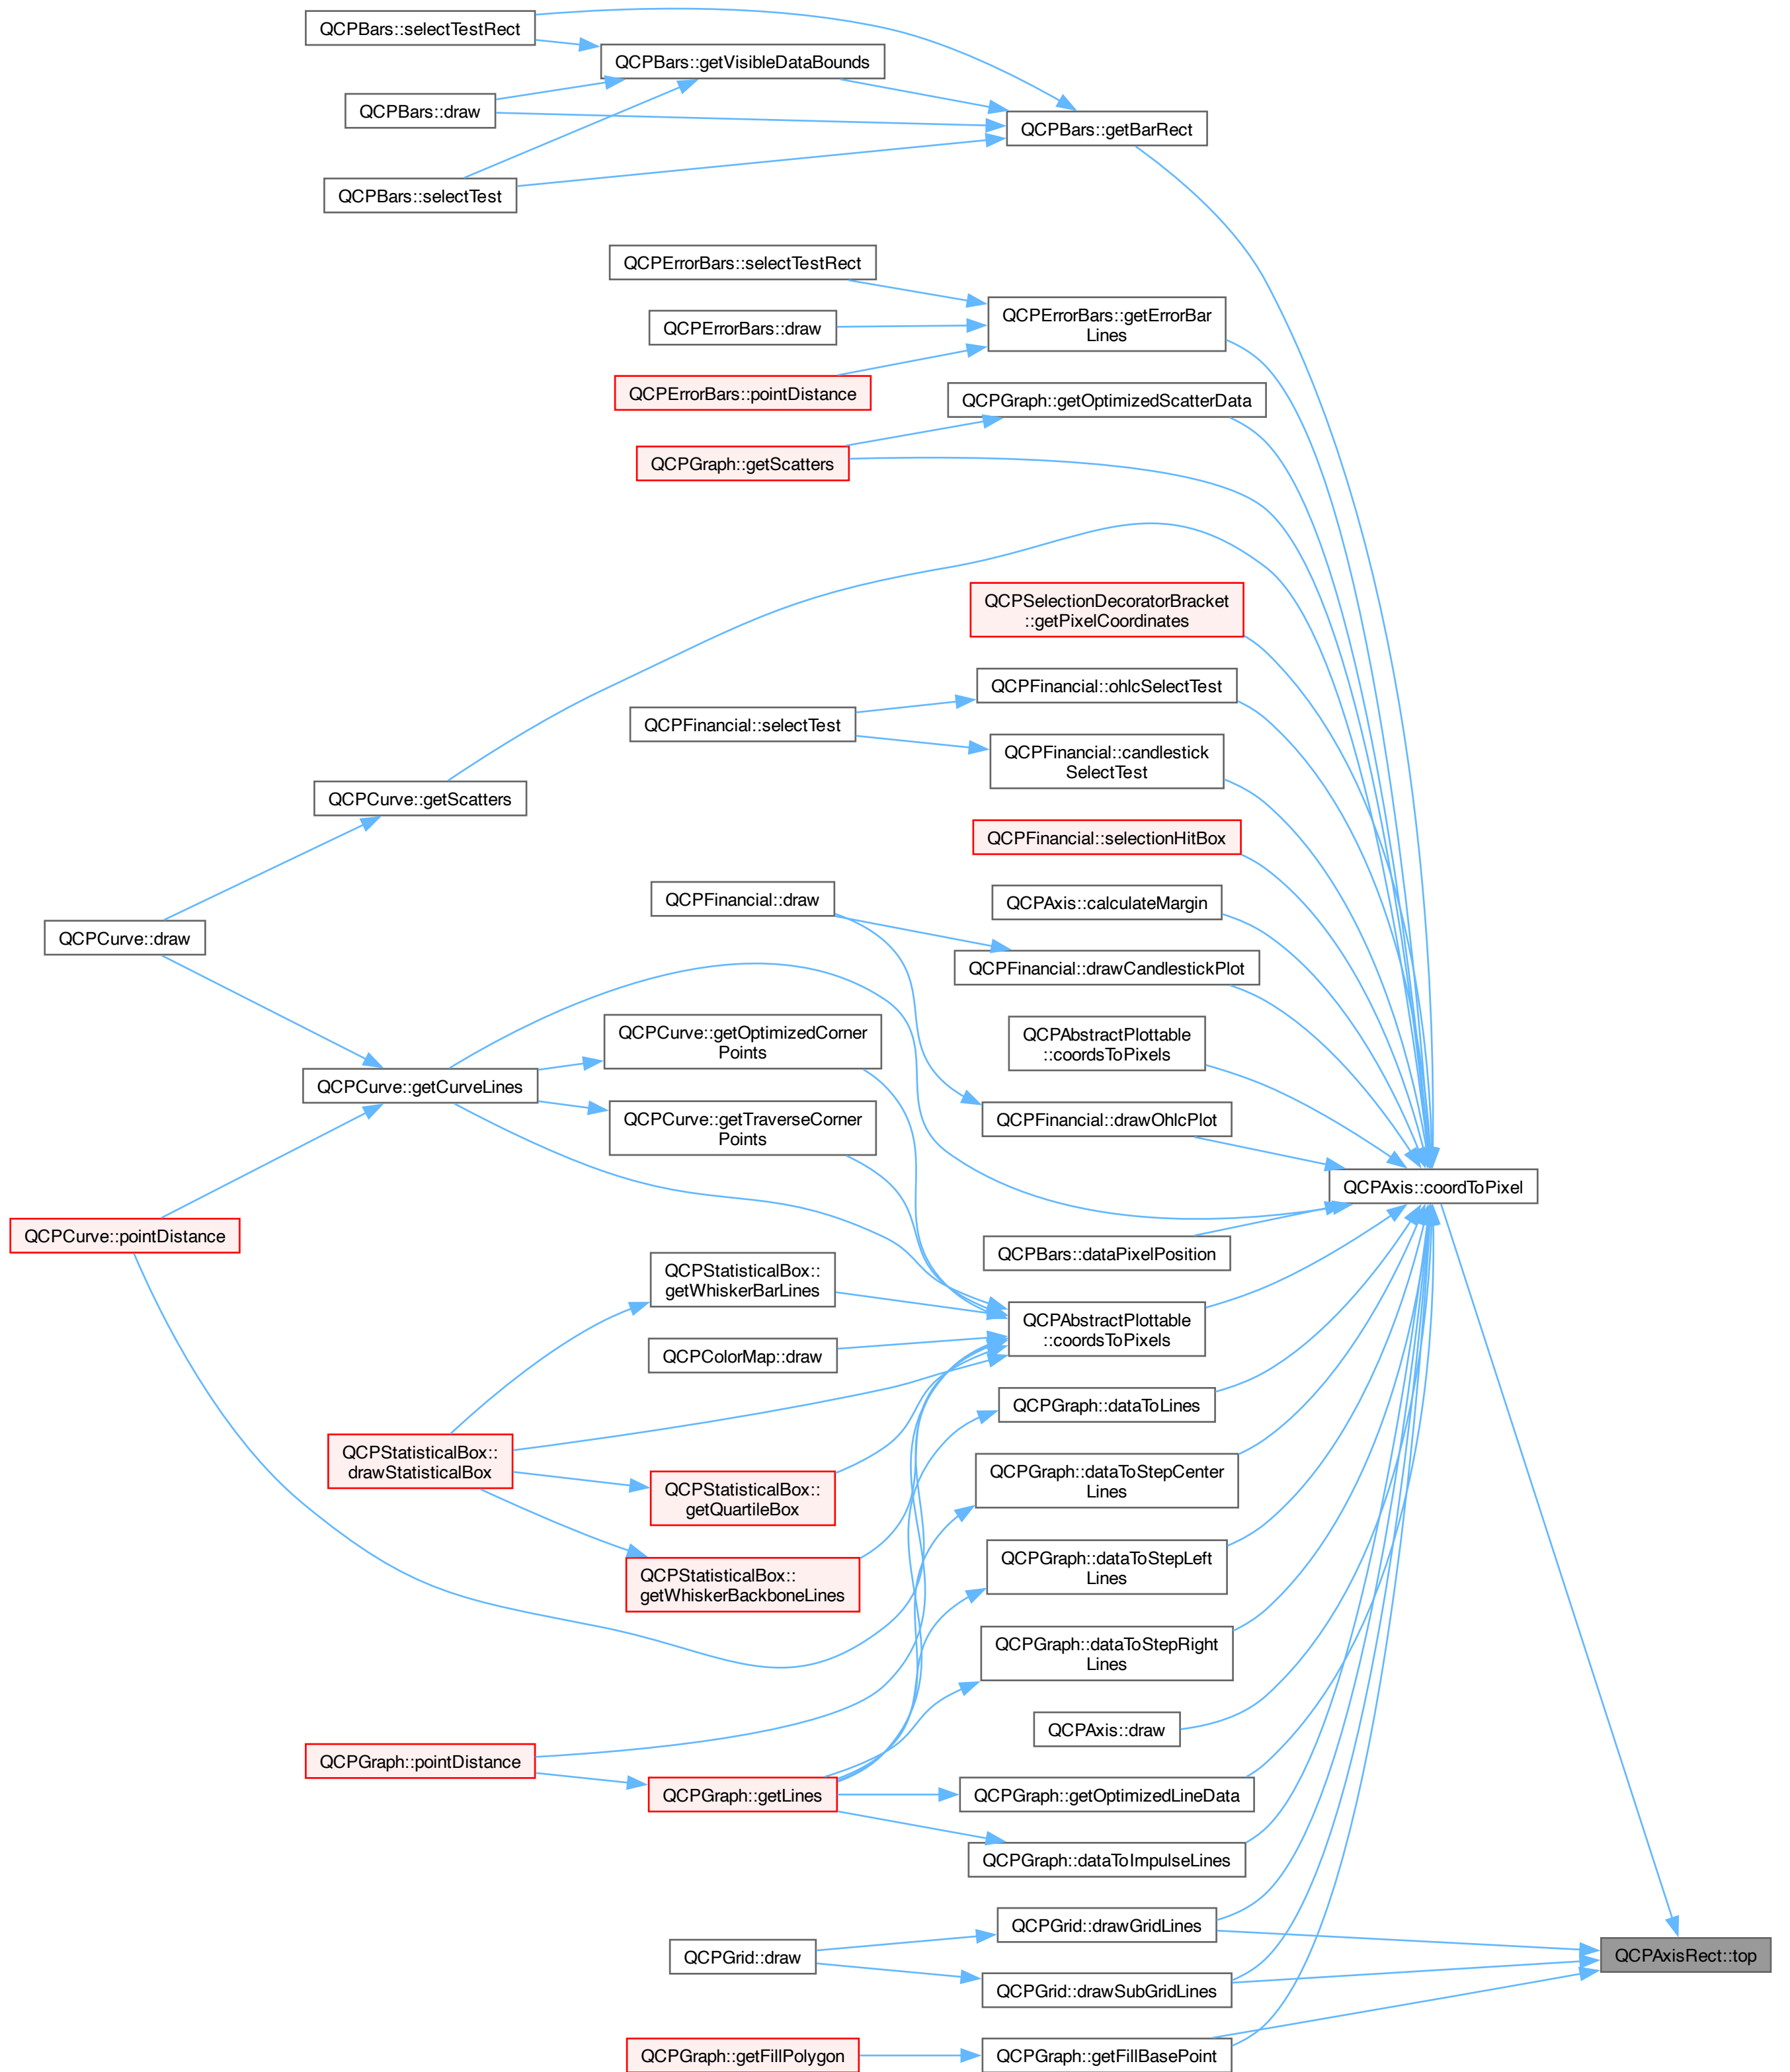 QCPBars::selectTestRect
QCPBars::getVisibleDataBounds
QCPBars::draw
QCPBars::getBarRect
QCPBars::selectTest
QCPErrorBars::selectTestRect
QCPErrorBars::getErrorBar
Lines
QCPErrorBars::draw
QCPErrorBars::pointDistance
QCPGraph::getOptimizedScatterData
QCPGraph::getScatters
QCPSelectionDecoratorBracket
::getPixelCoordinates
QCPFinancial::ohlcSelectTest
QCPFinancial::selectTest
QCPFinancial::candlestick
SelectTest
QCPCurve::getScatters
QCPFinancial::selectionHitBox
QCPFinancial::draw
QCPAxis::calculateMargin
QCPCurve::draw
QCPFinancial::drawCandlestickPlot
QCPCurve::getOptimizedCorner
Points
QCPAbstractPlottable
::coordsToPixels
QCPCurve::getCurveLines
QCPCurve::getTraverseCorner
Points
QCPFinancial::drawOhlcPlot
QCPAxis::coordToPixel
QCPCurve::pointDistance
QCPBars::dataPixelPosition
QCPStatisticalBox::
getWhiskerBarLines
QCPAbstractPlottable
::coordsToPixels
QCPColorMap::draw
QCPGraph::dataToLines
QCPStatisticalBox::
drawStatisticalBox
QCPStatisticalBox::
getQuartileBox
QCPGraph::dataToStepCenter
Lines
QCPStatisticalBox::
getWhiskerBackboneLines
QCPGraph::dataToStepLeft
Lines
QCPGraph::dataToStepRight
Lines
QCPAxis::draw
QCPGraph::pointDistance
QCPGraph::getLines
QCPGraph::getOptimizedLineData
QCPGraph::dataToImpulseLines
QCPGrid::drawGridLines
QCPGrid::draw
QCPAxisRect::top
QCPGrid::drawSubGridLines
QCPGraph::getFillPolygon
QCPGraph::getFillBasePoint